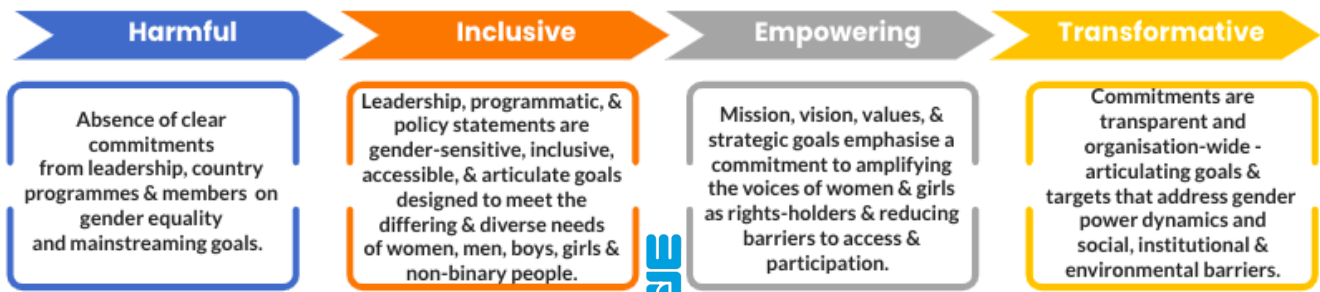 Harmful
Inclusive
Empowering
Transformative
Absence of clear
commitments
from leadership, country
programmes & members on
gender equality
and mainstreaming goals.
Leadership, programmatic, &
policy statements are
gender-sensitive, inclusive,
accessible, & articulate goals
designed to meet the
differing & diverse needs
of women, men, boys, girls &
non-binary people.
Mission, vision, values, &
strategic goals emphasise a
commitment to amplifying
the voices of women & girls
as rights-holders & reducing
barriers to access &
participation.
Commitments are
transparent and
organisation-wide -
articulating goals &
targets that address gender
power dynamics and
social, institutional &
environmental barriers.